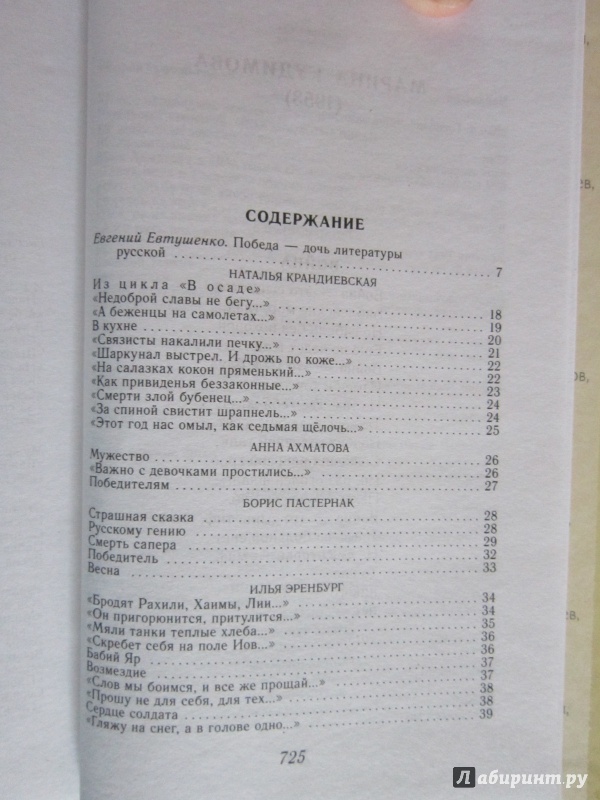 СОДЕРЖАНИЕ
Евгений Евтушенко. Победа — дочь литературы
русской 7
НАТАЛЬЯ КРАНДИЕВСКАЯ
Из цикла «В осаде»
«Недоброй славы не бегу...» 18
«А беженцы на самолетах...» 19
В кухне 20
«Связисты накалили печку...» 21
«Шаркунал выстрел. И дрожь по коже...» 22
«На салазках кокон пряменький...» 22
«Как привиденья беззаконные...» 23
«Смерти злой бубенец...» 24
«За спиной свистит шрапнель...» 24
«Этот год нас омыл, как седьмая щёлочь...» 25
АННА АХМАТОВА
Мужество 26
«Важно с девочками простились...» 26
Победителям 27
БОРИС ПАСТЕРНАК
Страшная сказка 28
Русскому гению 28
Смерть сапера 29
Победитель 32
Весна 33
ИЛЬЯ ЭРЕНБУРГ
«Бродят Рахили, Хаимы, Лии...» 34
«Он пригорюнится, притулится...» 34
«Мяли танки теплые хлеба...» 35
«Скребет себя на поле Иов...» 36
Бабий Яр 36
Возмездие 37
«Слов мы боимся, и все же прощай...» 37
«Прошу не для себя, для тех...» 38
Сердце солдата 38
«Гляжу на снег, а в голове одно...» 39
725
Лабиринт.ру